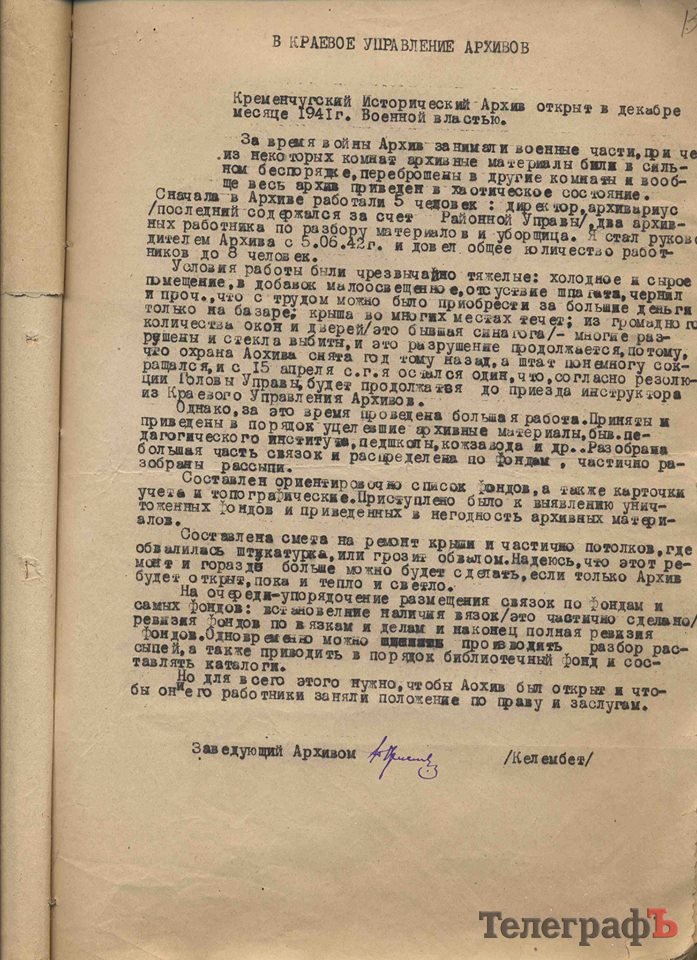 В КРАЕВОЕ УПРАВЛЕНИЕ АРХИВОВ
Кременчугский Исторический Архив открыт в декабре
месяце 1941г. Военной властью.
За время войны Архив занимали военные части, при че
из некоторых комнат архивные материалы были в силь-
ном беспорядке, переброшены в другие комнаты и вооб-
ще весь архив приведен в хаотическое состояние.
Сначала в Архиве работали 5 человек : директор, архивариус
/последний содержался за счет Районной Управы/, два архив-
ных работника по разбору материалов и уборщица. Я стал руково
дителем Архива с 5.06.42г. и довел общее количество работ-
ников до 8 человек.
Условия работы были чрезвычайно тяжелые: холодное и сырое
помещение, в добавок малоосвещенное, отсуствие шпагата, чернил
и проч., что с трудом можно было приобрести за большие деньги
только на базаре; крыша во многих местах течет; из громадного
количества окон и дверей/это бывшая синагога/- многие раз-
рушены и стекла выбиты, и это разрушение продолжается, потому,
что охрана Аохива снята год тому назад, а штат понемногу сок-
ращался, и с 15 апреля с.г. я остался один, что, согласно резолю-
ции Головы Управы, будет продолжатся до приезда инструктора
из Краевого Управления Архивов.
Однако, за это время проведена большая работа. Приняты и
приведены в порядок уцелевшие архивные материалы, быв. пе-
дагогического института, педшколы, кожзавода и др.. Разобрана
большая часть связок и распределена по фондам , частично ра-
зобраны рассыпи.
Составлен ориентировочно список фондов, а также карточки
учета и топографические. Приступлено было к выявлению унич-
тоженных фондов и приведенных в негодность архивных матери-
алов.
Составлена смета на ремонт крыши и частично потолков, где
обвалилась штукатурка, или грозит обвалом. Надеюсь, что этот ре-
монт и гораздо больше можно будет сделать, если только Архив
будет открыт, пока и тепло и светло.
На очереди-упорядочение размещения связок по фондам и
самых фондов: встановелние наличия вязок/это частично сделано/
ревизия фондов по вязкам и делам и наконец полная ревизия
фондов. Одновременно можно производить разбор рас-
сыпей, а также приводить в порядок библиотечный фонд и сос-
тавлять каталоги.
Но для всего этого нужно, чтобы Аохив был открыт и что-
бы он и его работники заняли положение по праву и заслугам.
Заведующий Архивом /Келембет/
ТелеграфЪ